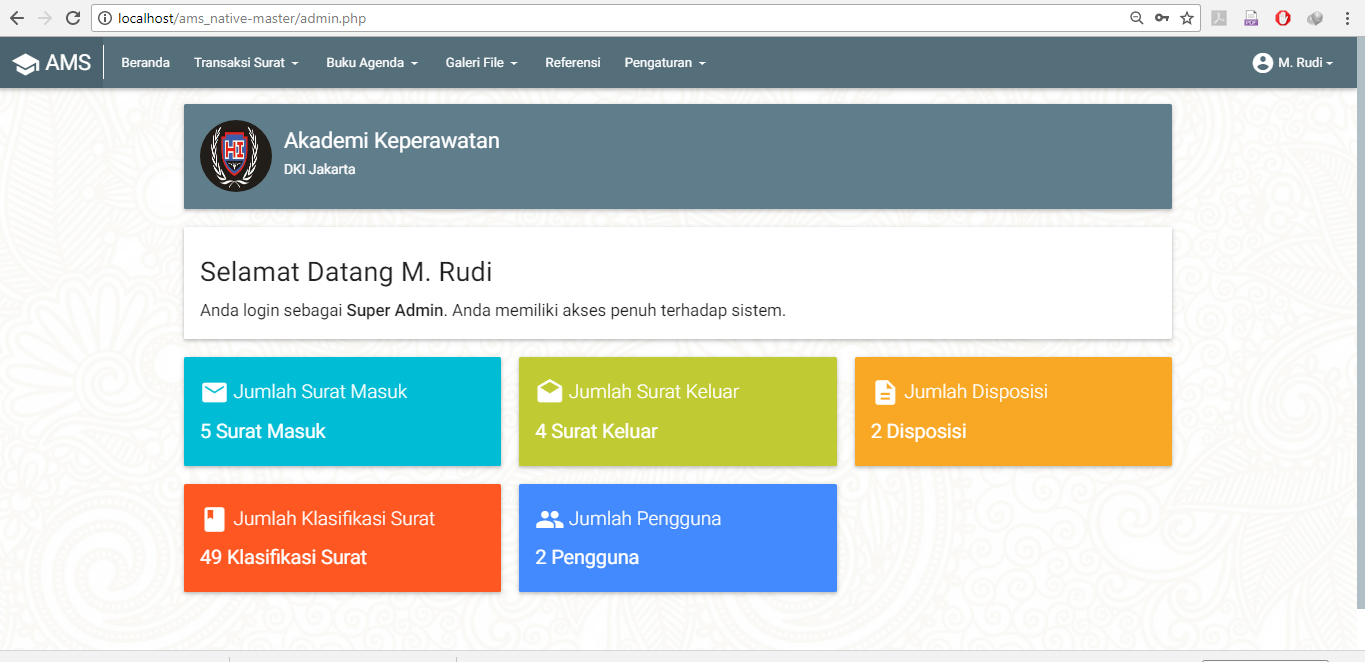 localhost/ams_native-master/admin.php
AMS
Beranda
Transaksi Surat
Buku Agenda
Galeri File
Referensi
Pengaturan
M. Rudi
HI
Akademi Keperawatan
DKI Jakarta
Selamat Datang M. Rudi
Anda login sebagai Super Admin. Anda memiliki akses penuh terhadap sistem.
Jumlah Surat Masuk
5 Surat Masuk
Jumlah Surat Keluar
4 Surat Keluar
Jumlah Disposisi
2 Disposisi
Jumlah Klasifikasi Surat
49 Klasifikasi Surat
Jumlah Pengguna
2 Pengguna